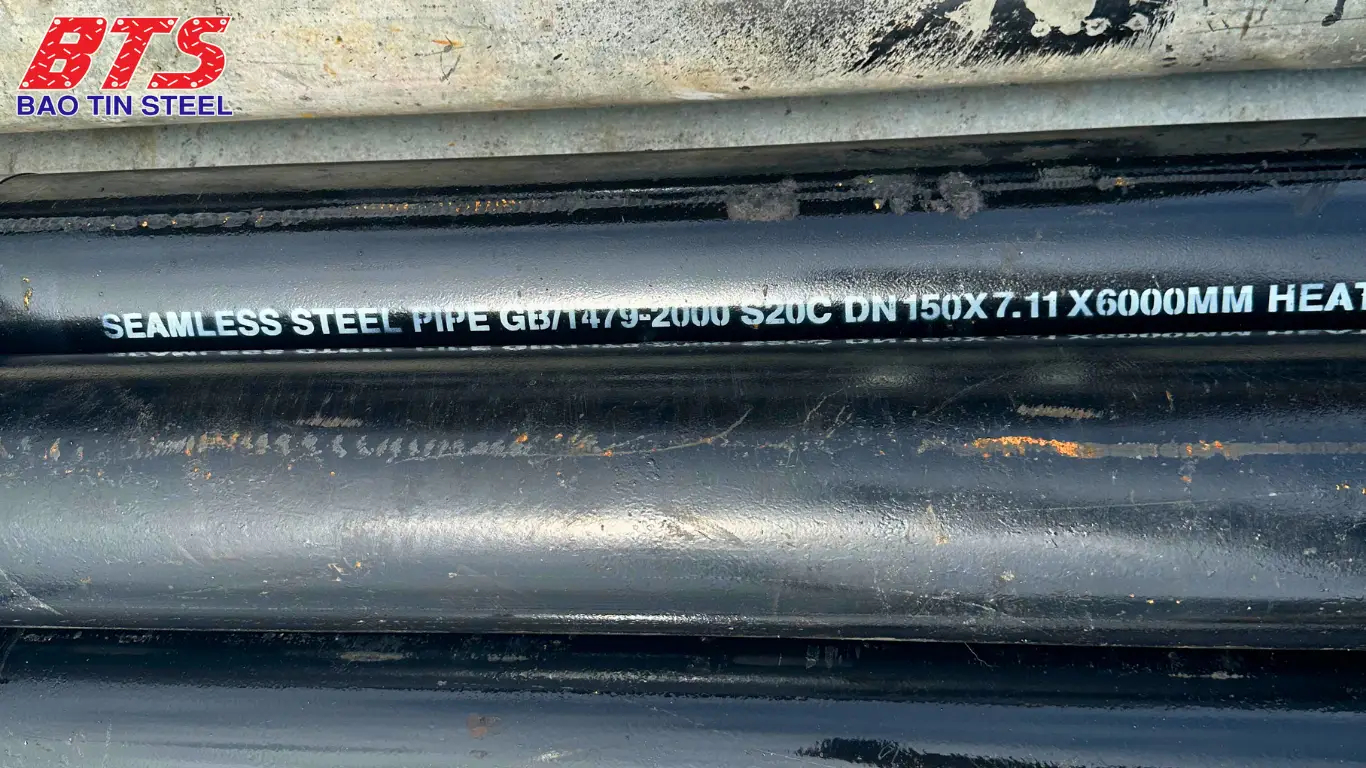 BTS
BAO TIN STEEL
SEAMLESS STEEL PIPE GB/1479-2000 S20C DN150X7.11X6000MM HEAT